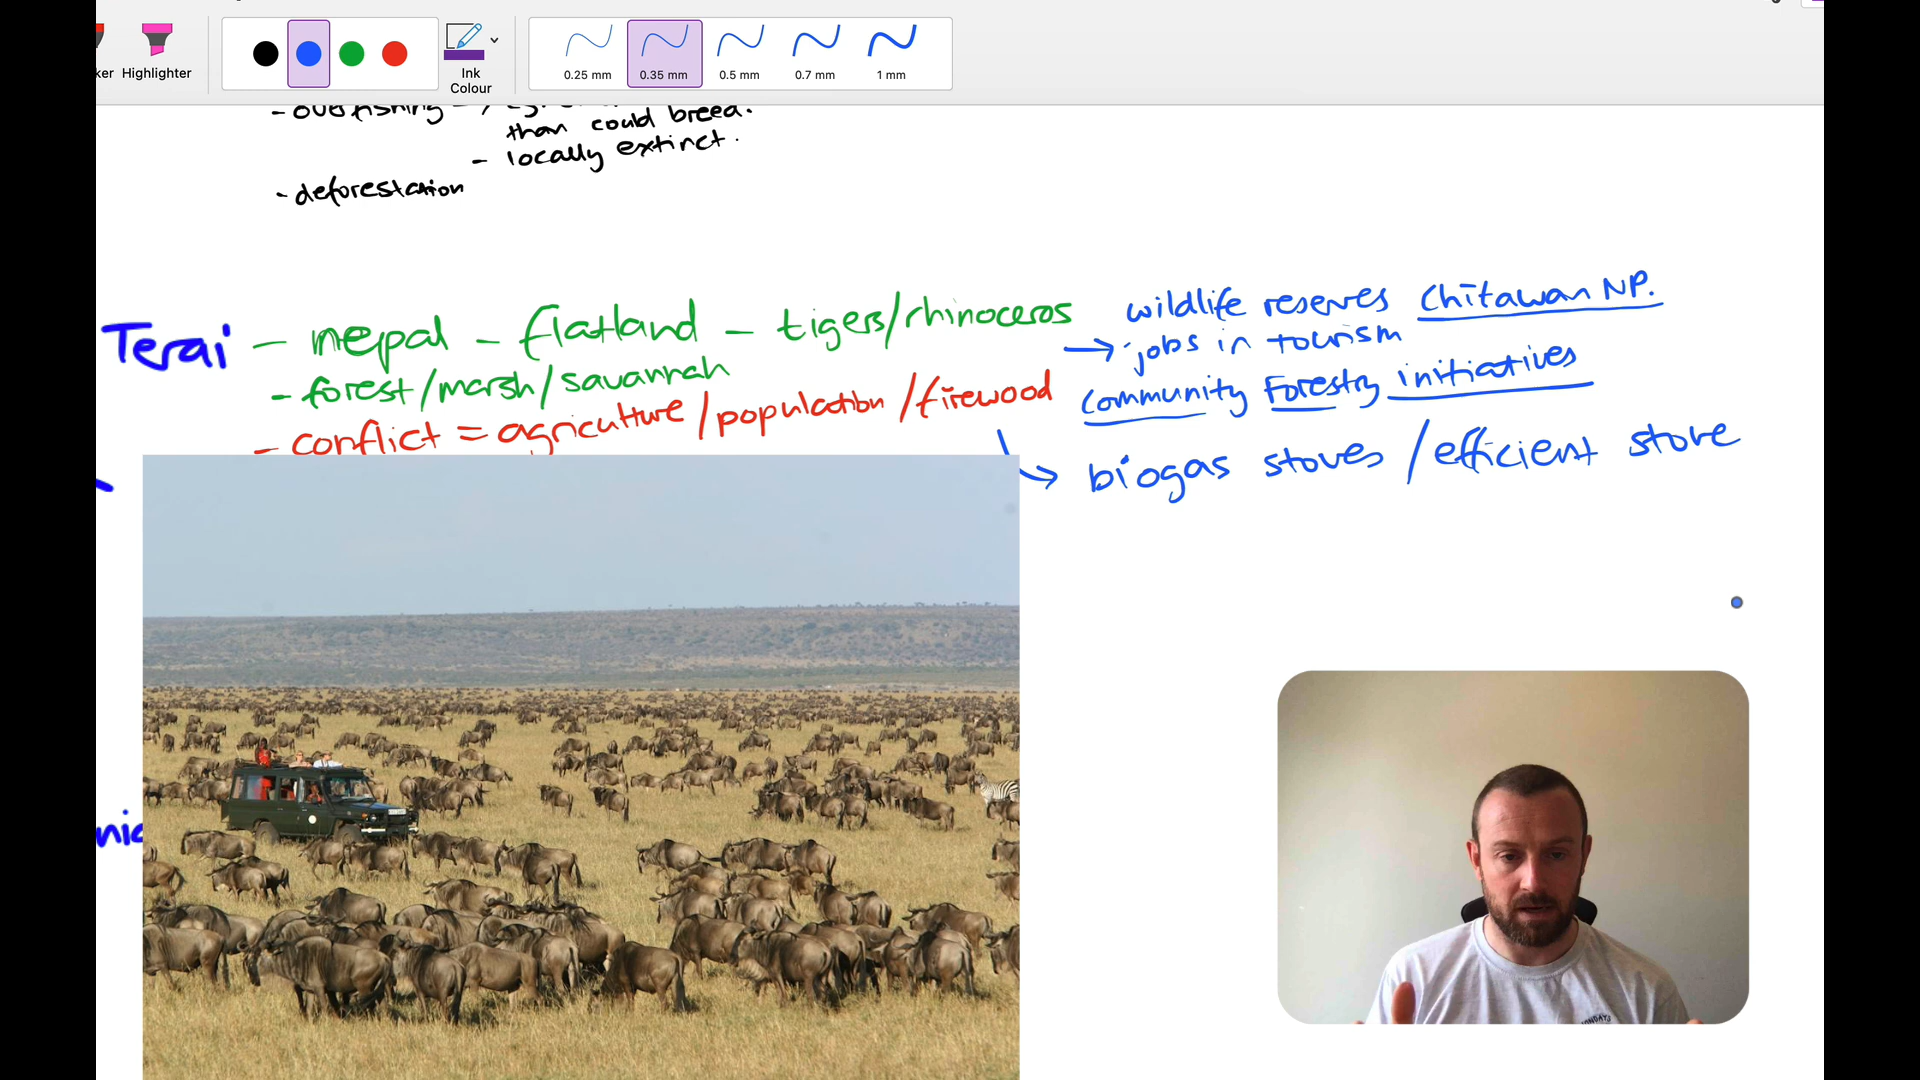 ker
Highlighter
Ink
Colour
0.25 mm
0.35 mm
0.5 mm
0.7 mm
1 mm
- overfishing
than could breed.
- locally extinct.
- deforestation
Terai - nepal - flatland - tigers/rhinoceros
- forest/marsh/savannah
- conflict = agriculture/population/firewood
wildlife reserves Chitawan NP.
→ jobs in tourism
community Forestry initiatives
→ biogas stoves/efficient stove
nic